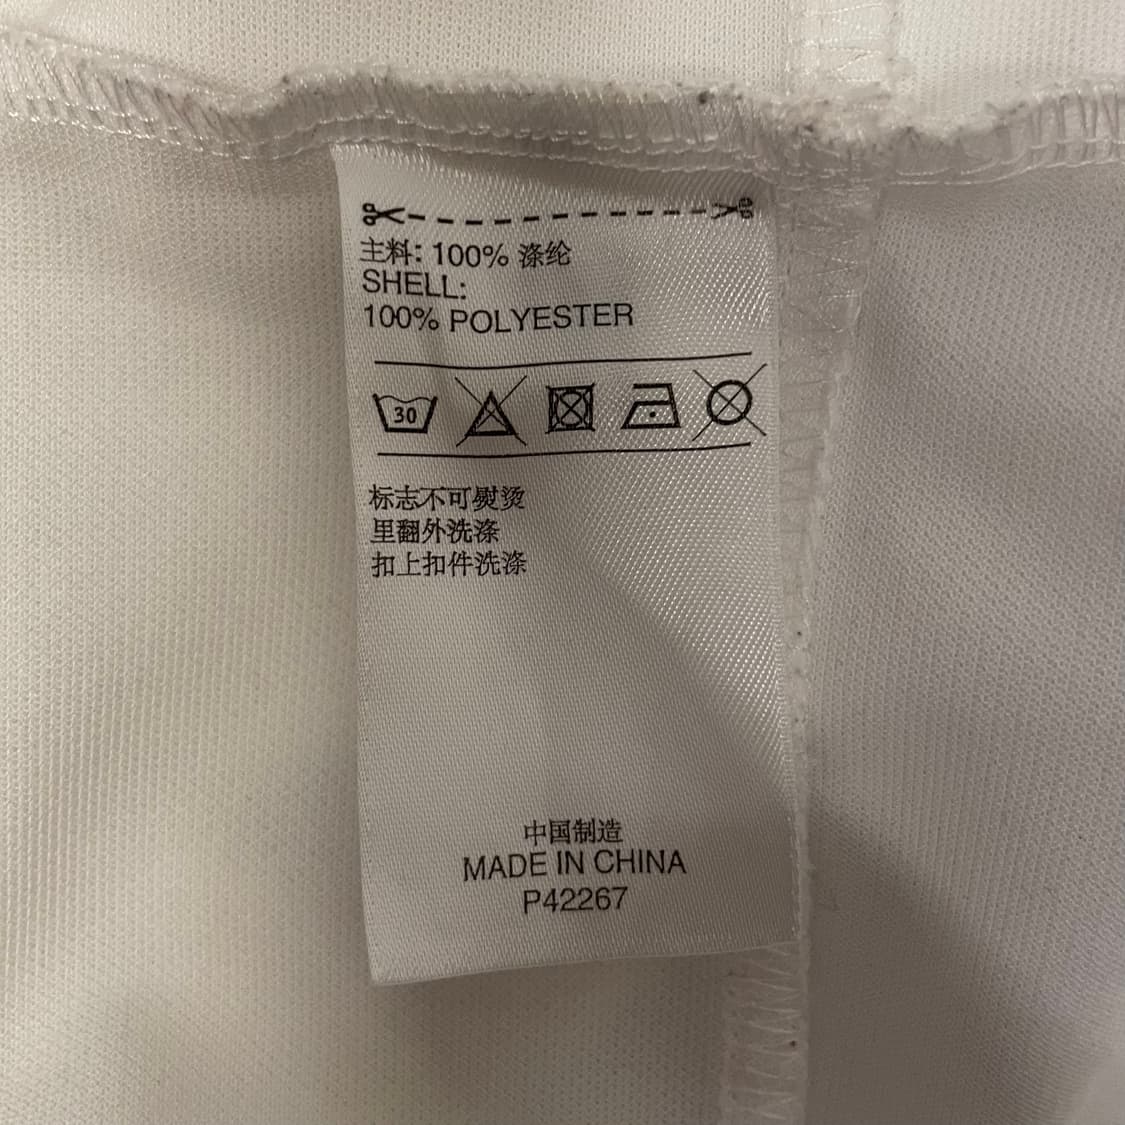 主料: 100% 涤纶
SHELL:
100% POLYESTER
30
标志不可熨烫
里翻外洗涤
扣上扣件洗涤
中国制造
MADE IN CHINA
P42267